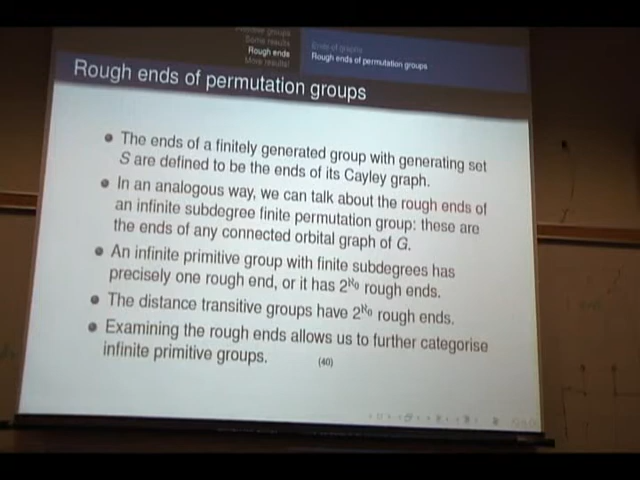 Some results
Rough ends
More results!
Ends of graphs
Rough ends of permutation groups
Rough ends of permutation groups
The ends of a finitely generated group with generating set
S are defined to be the ends of its Cayley graph.
In an analogous way, we can talk about the rough ends of
an infinite subdegree finite permutation group: these are
the ends of any connected orbital graph of G.
An infinite primitive group with finite subdegrees has
precisely one rough end, or it has 2^ℵ₀ rough ends.
The distance transitive groups have 2^ℵ₀ rough ends.
Examining the rough ends allows us to further categorise
infinite primitive groups.
(40)